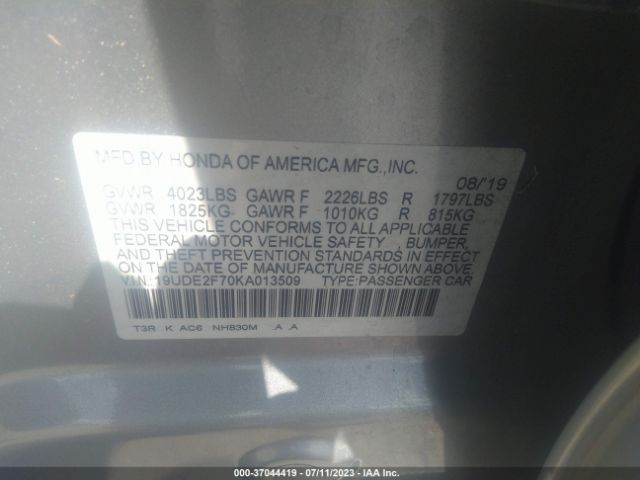 MFD BY HONDA OF AMERICA MFG.,INC.
08/'19
GVWR 4023LBS GAWR F 2226LBS R 1797LBS
GVWR 1825KG GAWR F 1010KG R 815KG
THIS VEHICLE CONFORMS TO ALL APPLICABLE
FEDERAL MOTOR VEHICLE SAFETY , BUMPER,
AND THEFT PREVENTION STANDARDS IN EFFECT
ON THE DATE OF MANUFACTURE SHOWN ABOVE.
V.I.N.:19UDE2F70KA013509 TYPE:PASSENGER CAR
T3R K AC6 NH830M .A .A
000-37044419 - 07/11/2023 - IAA Inc.